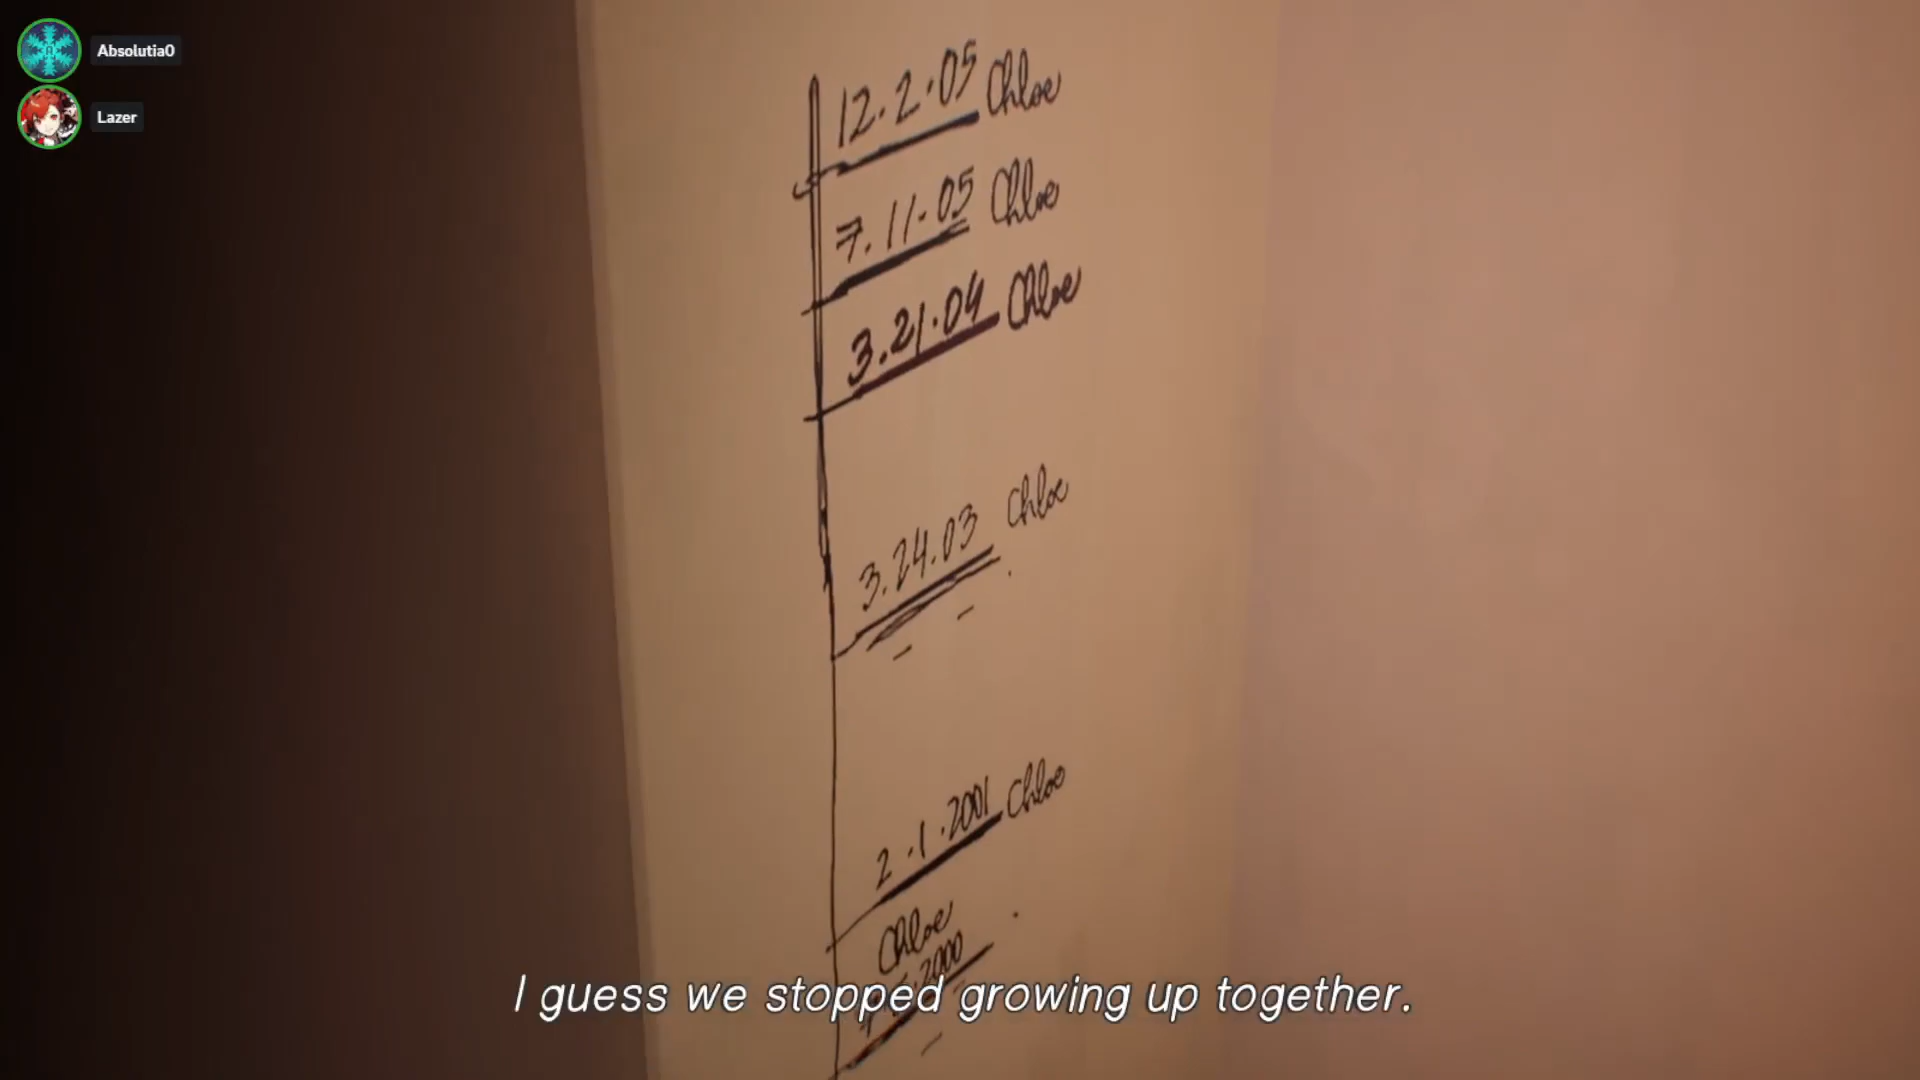 Absolutia0
Lazer
12.2.05 Chloe
7.11.05 Chloe
3.21.04 Chloe
3.24.03 Chloe
2.1.2001 Chloe
Chloe
2000
I guess we stopped growing up together.